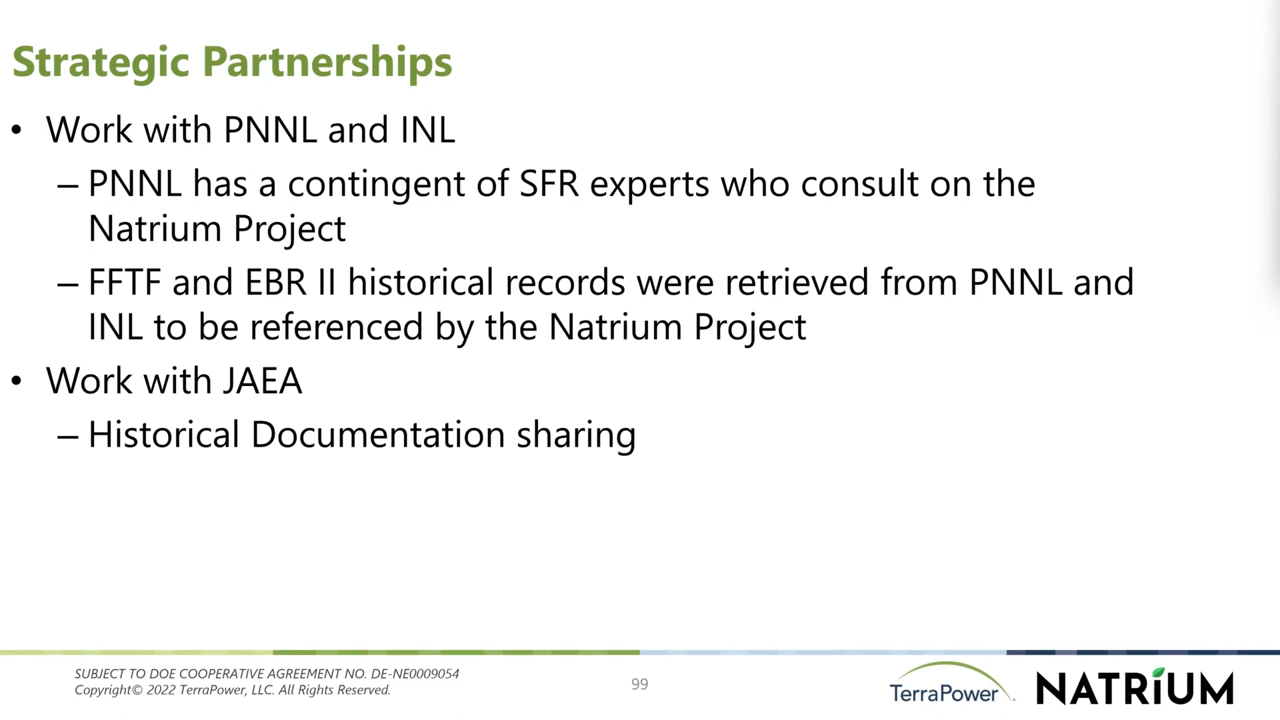 Strategic Partnerships
• Work with PNNL and INL
– PNNL has a contingent of SFR experts who consult on the
Natrium Project
– FFTF and EBR II historical records were retrieved from PNNL and
INL to be referenced by the Natrium Project
• Work with JAEA
– Historical Documentation sharing
SUBJECT TO DOE COOPERATIVE AGREEMENT NO. DE-NE0009054
Copyright© 2022 TerraPower, LLC. All Rights Reserved.
99
TerraPower
NATRIUM